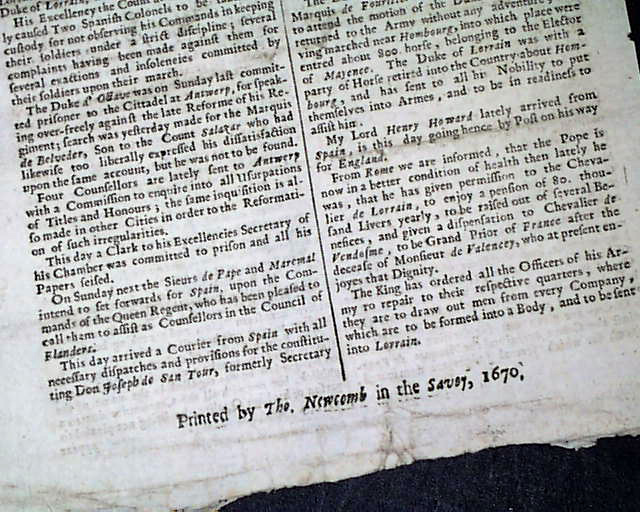 Duke of Lorrain
His Excellency the Count
ly caused Two Spanish Colonels to be
custody for not observing his Commands in keeping
their soldiers under a strict discipline; several
complaints having been made against them for
several exactions and insolencies committed by
their soldiers upon their march.
The Duke d' was on Sunday last commit-
ted prisoner to the Cittadel at Antwerp, for speak-
ing over-freely against the late Reforme of his Re-
giment; search was yesterday made for the Marquis
de Belveder, Son to the Count Salazar who had
likewise too liberally expressed his dissatisfaction
upon the same account, but he was not to be found.
Four Counsellors are lately sent to Antwerp
with a Commission to enquire into all Usurpations
of Titles and Honours; the same inquisition is al-
so made in other Cities in order to the Reformati-
on of such irregularities.
This day a Clark to his Excellencies Secretary of
his Chamber was committed to prison and all his
Papers seised.
On Sunday next the Sieurs de Pape and Maremal
intend to set forwards for Spain, upon the Com-
mands of the Queen Regent, who has been pleased to
call them to assist as Counsellors in the Council of
Flanders.
This day arrived a Courier from Spain with all
necessary dispatches and provisions for the constitu-
ting Don Joseph de San Tour, formerly Secretary
The
Marquis de
to attend the motion of the Duke
returned to the Army without any adventure,
ving marched near Hombourg, into which place were
entred about 800. horse, belonging to the Elector
of Mayence. The Duke of Lorrain was with a
party of Horse retired into the Country about Hom-
bourg, and has sent to all his Nobility to put
themselves into Armes, and to be in readiness to
assist him.
My Lord Henry Howard lately arrived from
Spain, is this day going hence by Post on his way
for England.
From Rome we are informed, that the Pope is
now in a better condition of health then lately he
was, that he has given permission to the Cheva-
lier de Lorrain, to enjoy a pension of 80. thou-
sand Livers yearly, to be raised out of several Be-
nefices, and given a dispensation to Chevalier de
Vendosme, to be Grand Prior of France after the
decease of Monsieur de Valencey, who at present en-
joyes that Dignity.
The King has ordered all the Officers of his Ar-
my to repair to their respective quarters, where
they are to draw out men from every Company,
which are to be formed into a Body, and to be sent
into Lorrain.
Printed by Tho. Newcomb in the Savoy, 1670.